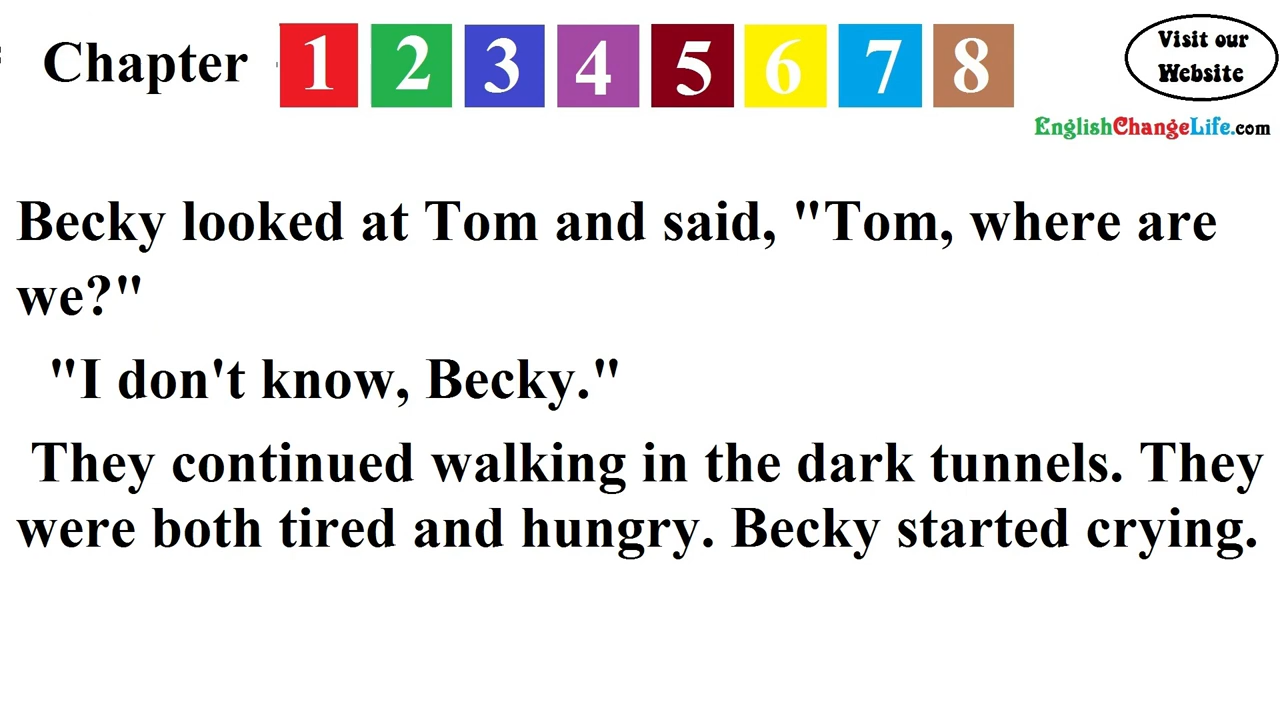 Chapter 1 2 3 4 5 6 7 8
Visit our
Website
EnglishChangeLife.com
Becky looked at Tom and said, "Tom, where are
we?"
"I don't know, Becky."
They continued walking in the dark tunnels. They
were both tired and hungry. Becky started crying.